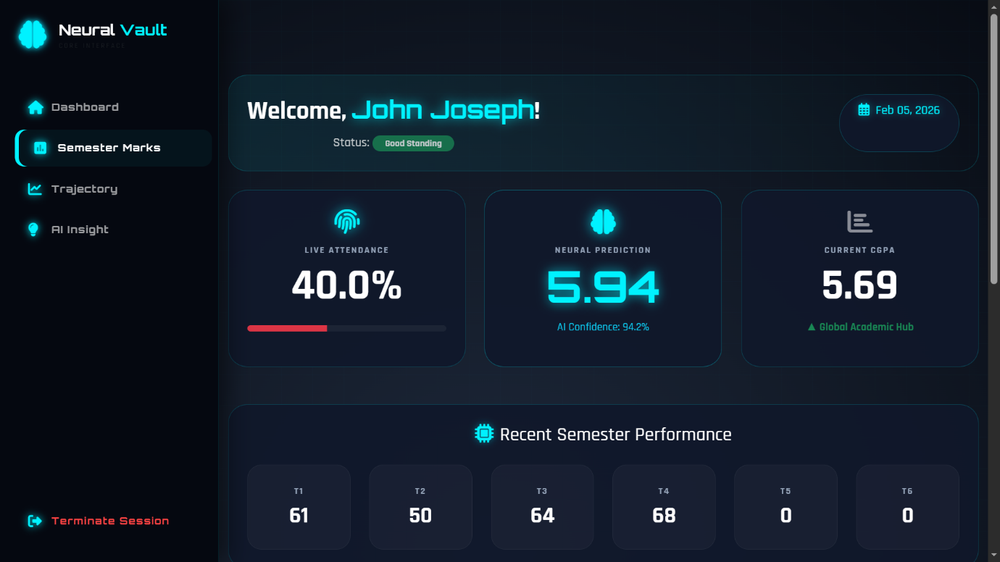 Neural Vault
CORE INTERFACE
Dashboard
Semester Marks
Trajectory
AI Insight
Terminate Session
Welcome, John Joseph!
Status: Good Standing
Feb 05, 2026
LIVE ATTENDANCE
40.0%
NEURAL PREDICTION
5.94
AI Confidence: 94.2%
CURRENT CGPA
5.69
▲ Global Academic Hub
Recent Semester Performance
T1
61
T2
50
T3
64
T4
68
T5
0
T6
0